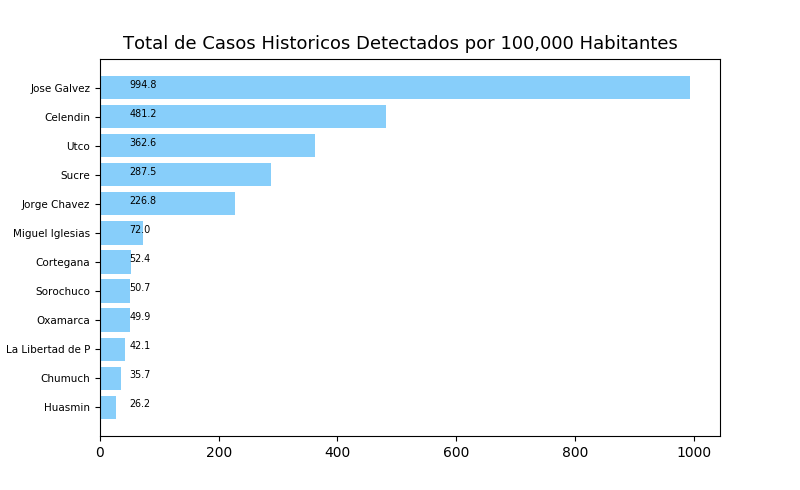 Total de Casos Historicos Detectados por 100,000 Habitantes
Jose Galvez 994.8
Celendin 481.2
Utco 362.6
Sucre 287.5
Jorge Chavez 226.8
Miguel Iglesias 72.0
Cortegana 52.4
Sorochuco 50.7
Oxamarca 49.9
La Libertad de P 42.1
Chumuch 35.7
Huasmin 26.2
0 200 400 600 800 1000